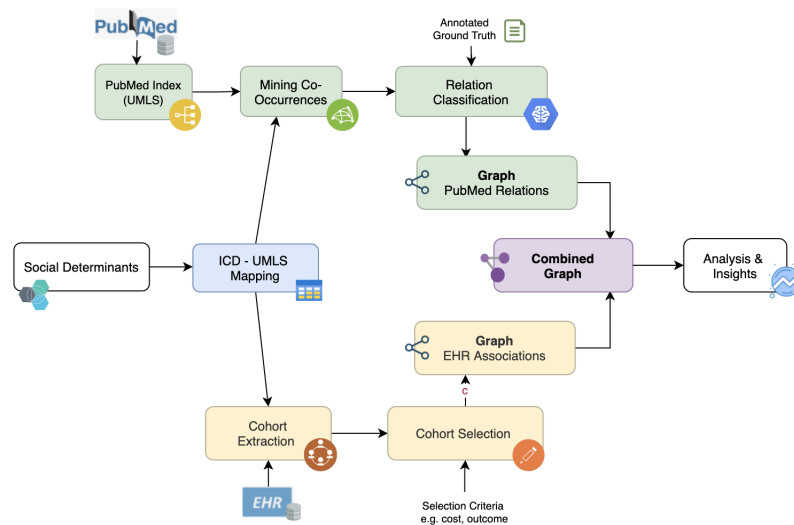 PubMed
Annotated
Ground Truth
PubMed Index
(UMLS)
Mining Co-
Occurrences
Relation
Classification
Graph
PubMed Relations
Social Determinants
ICD - UMLS
Mapping
Combined
Graph
Analysis &
Insights
Graph
EHR Associations
C
Cohort
Extraction
Cohort Selection
EHR
Selection Criteria
e.g. cost, outcome